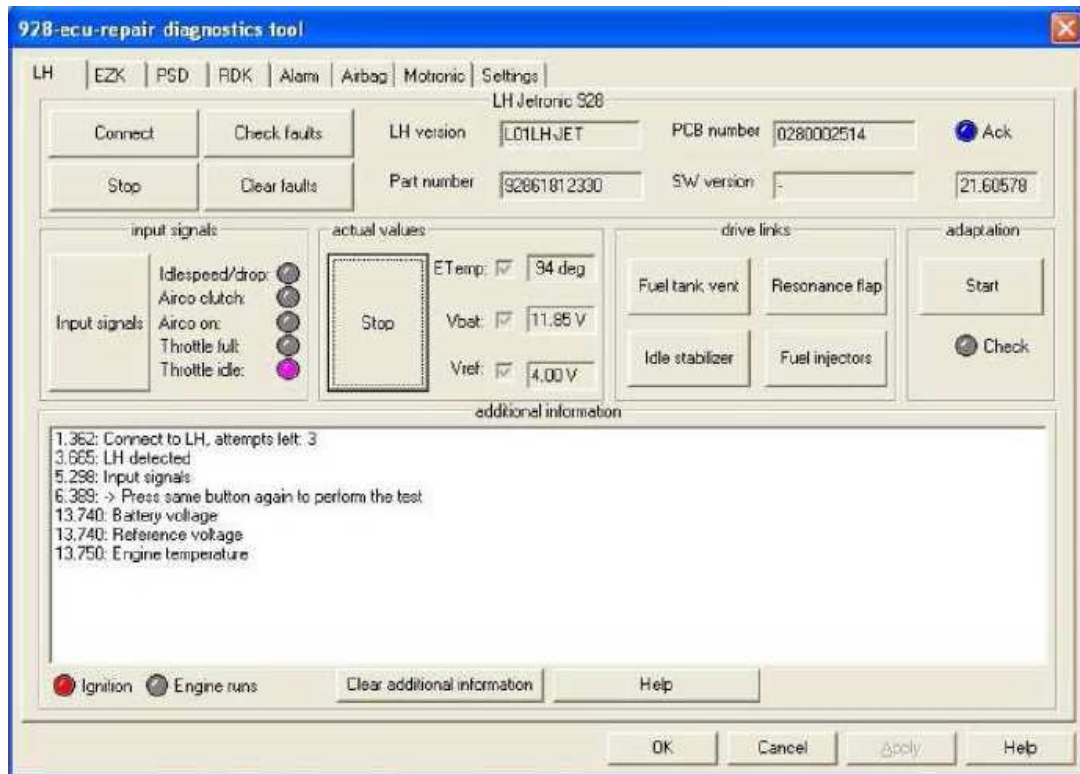 928-ecu-repair diagnostics tool
LH EZK PSD RDK Alarm Airbag Motronic Settings
LH Jetronic 928
Connect Check faults LH version L01LHJET PCB number 0280002514 Ack
Stop Clear faults Part number 92861812330 SW version - 21.60578
input signals actual values drive links adaptation
Input signals
Idlespeed/drop:
Airco clutch:
Airco on:
Throttle full:
Throttle idle:
Stop
ETemp: 94 deg
Vbat: 11.85 V
Vref: 4.00 V
Fuel tank vent Resonance flap
Idle stabilizer Fuel injectors
Start
Check
additional information
1.362: Connect to LH, attempts left: 3
3.665: LH detected
5.298: Input signals
6.389: -> Press same button again to perform the test
13.740: Battery voltage
13.740: Reference voltage
13.750: Engine temperature
Ignition Engine runs Clear additional information Help
OK Cancel Apply Help